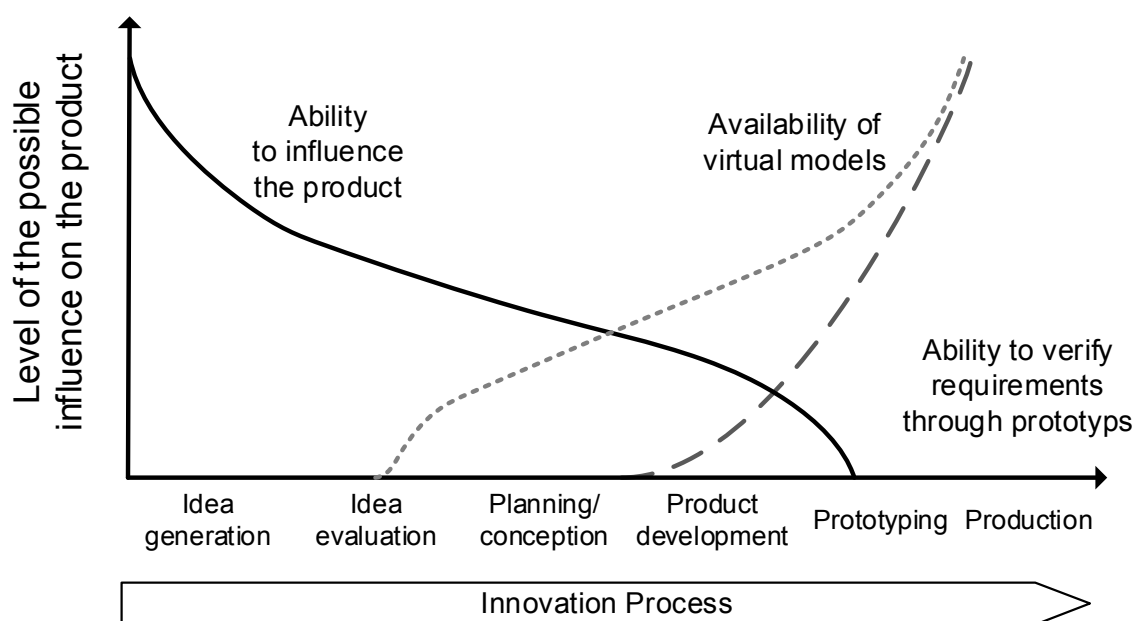 Level of the possible
influence on the product
Ability
to influence
the product
Availability of
virtual models
Ability to verify
requirements
through prototyps
Idea
generation
Idea
evaluation
Planning/
conception
Product
development
Prototyping
Production
Innovation Process